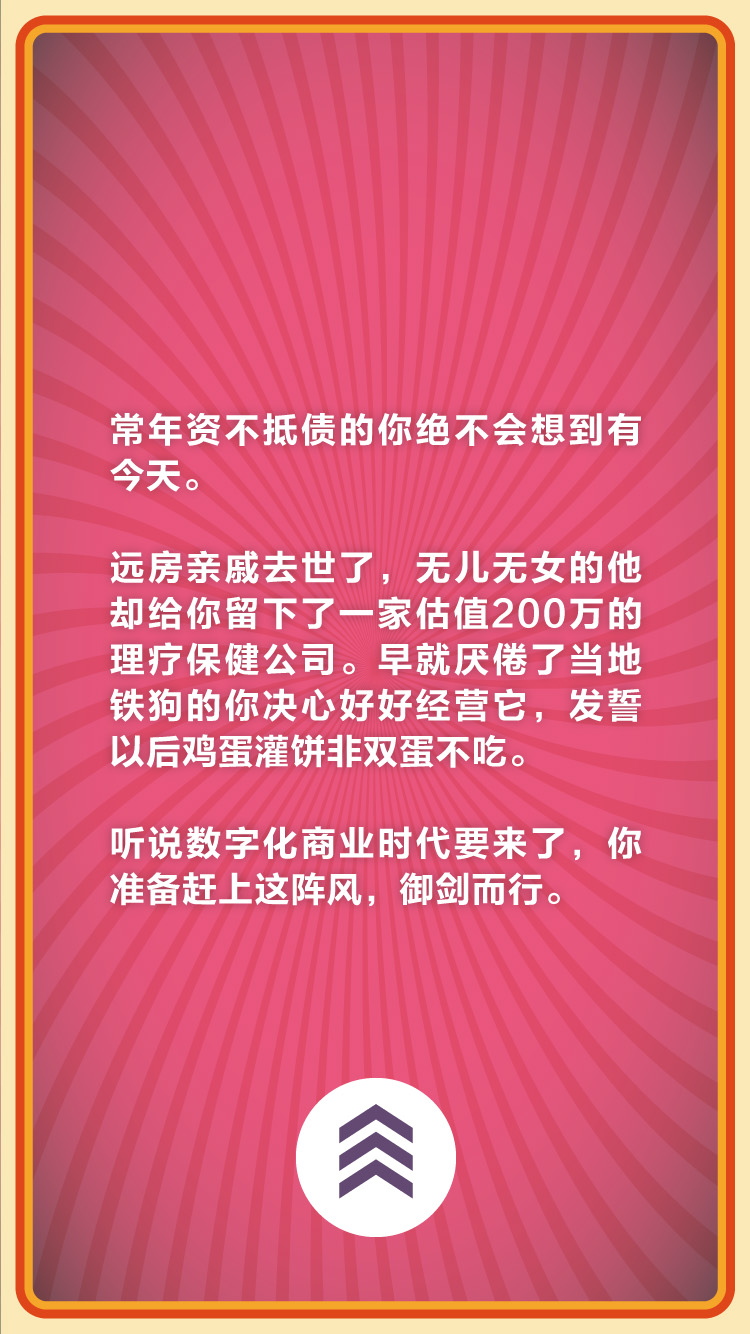 常年资不抵债的你绝不会想到有
今天。
远房亲戚去世了，无儿无女的他
却给你留下了一家估值200万的
理疗保健公司。早就厌倦了当地
铁狗的你决心好好经营它，发誓
以后鸡蛋灌饼非双蛋不吃。
听说数字化商业时代要来了，你
准备赶上这阵风，御剑而行。